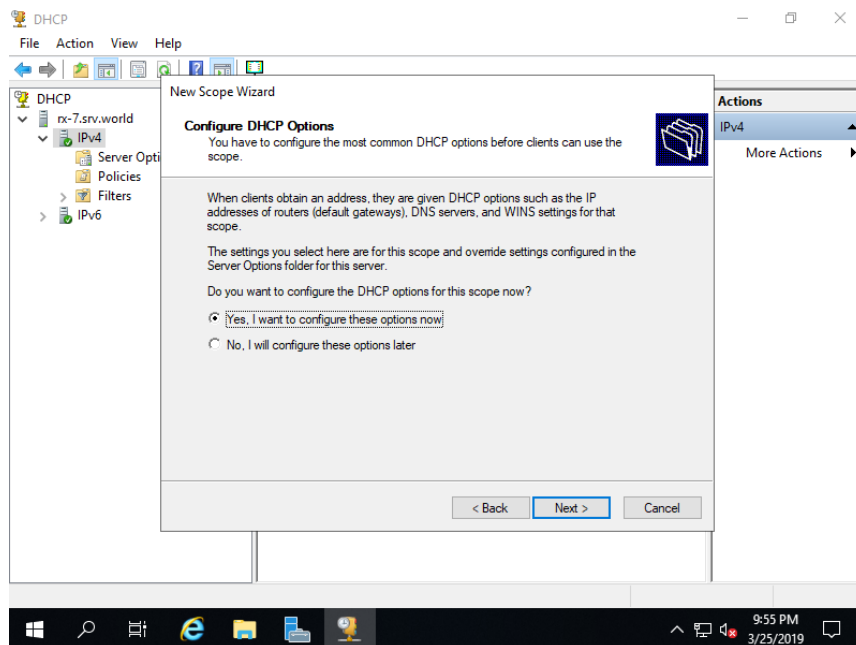 DHCP
File Action View Help
DHCP
rx-7.srv.world
IPv4
Server Opti
Policies
Filters
IPv6
New Scope Wizard
Configure DHCP Options
You have to configure the most common DHCP options before clients can use the
scope.
When clients obtain an address, they are given DHCP options such as the IP
addresses of routers (default gateways), DNS servers, and WINS settings for that
scope.
The settings you select here are for this scope and override settings configured in the
Server Options folder for this server.
Do you want to configure the DHCP options for this scope now?
Yes, I want to configure these options now
No, I will configure these options later
< Back Next > Cancel
Actions
IPv4
More Actions
9:55 PM
3/25/2019